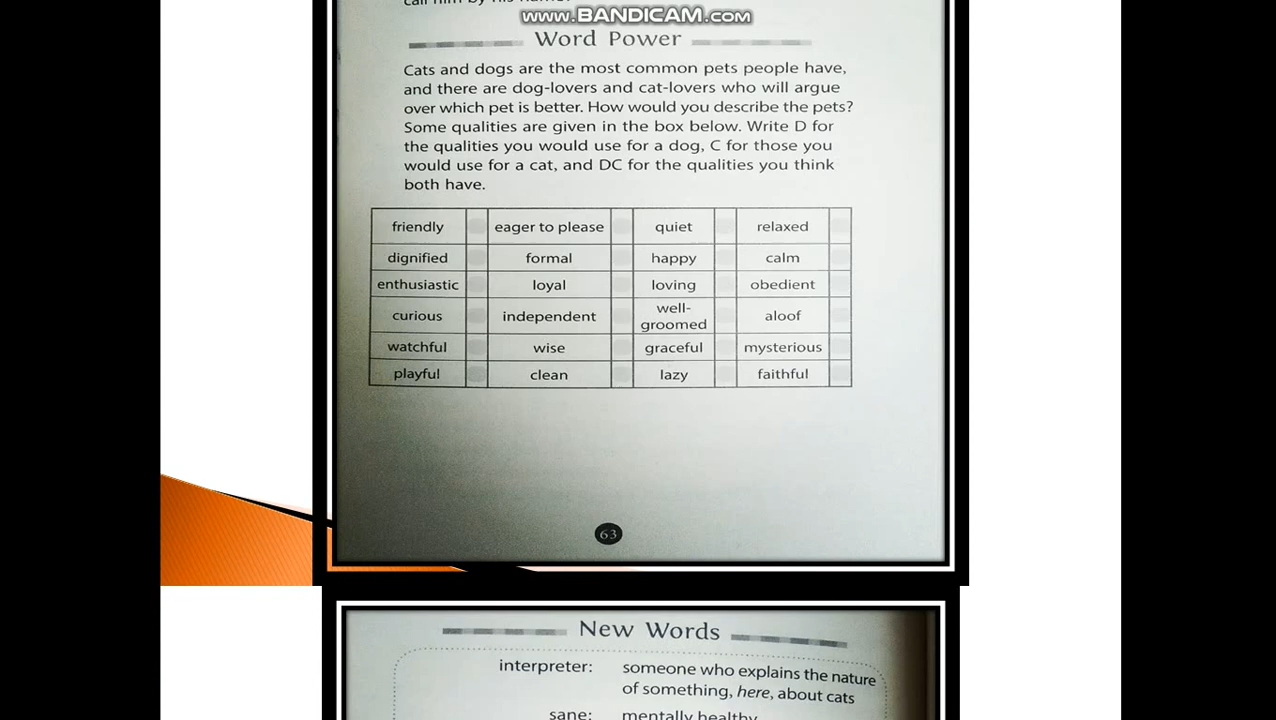 call him by his name?
www.BANDICAM.com
Word Power
Cats and dogs are the most common pets people have,
and there are dog-lovers and cat-lovers who will argue
over which pet is better. How would you describe the pets?
Some qualities are given in the box below. Write D for
the qualities you would use for a dog, C for those you
would use for a cat, and DC for the qualities you think
both have.
friendly eager to please quiet relaxed
dignified formal happy calm
enthusiastic loyal loving obedient
curious independent well-
groomed aloof
watchful wise graceful mysterious
playful clean lazy faithful
63
New Words
interpreter: someone who explains the nature
of something, here, about cats
sane: mentally healthy